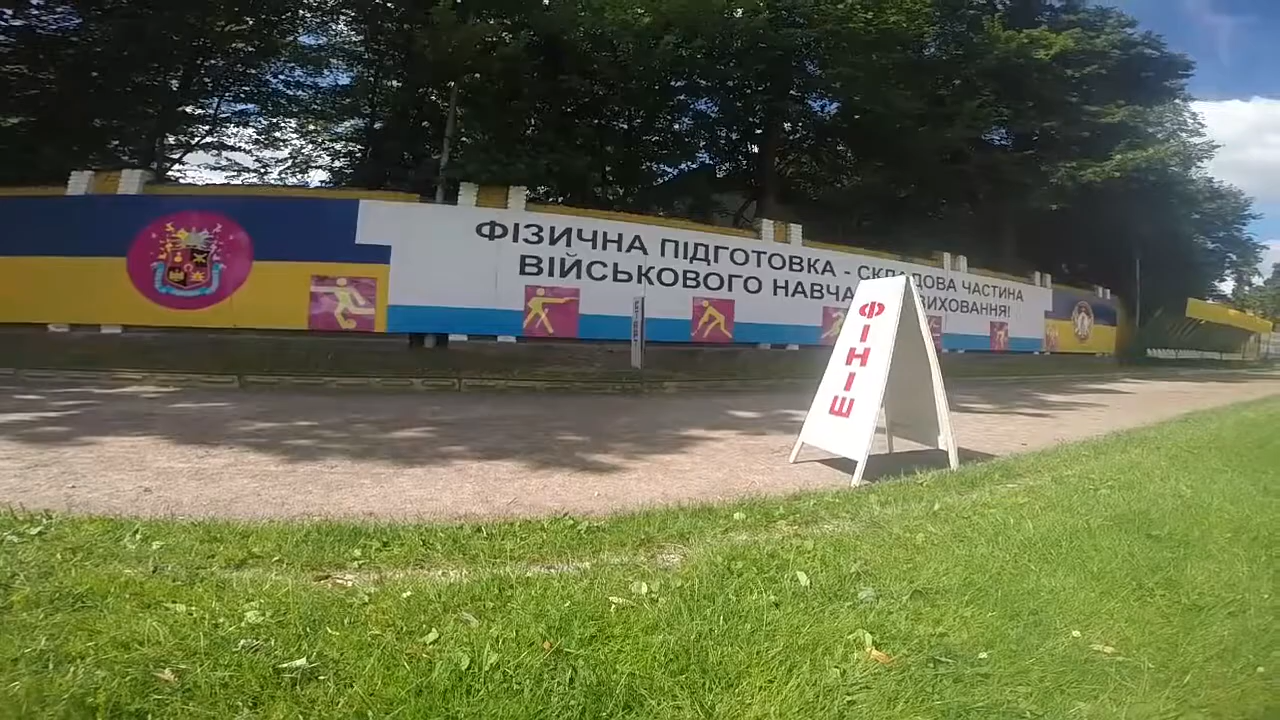 ФІЗИЧНА ПІДГОТОВКА - СКЛАДОВА ЧАСТИНА
ВІЙСЬКОВОГО НАВЧА ВИХОВАННЯ!
ФІНІШ